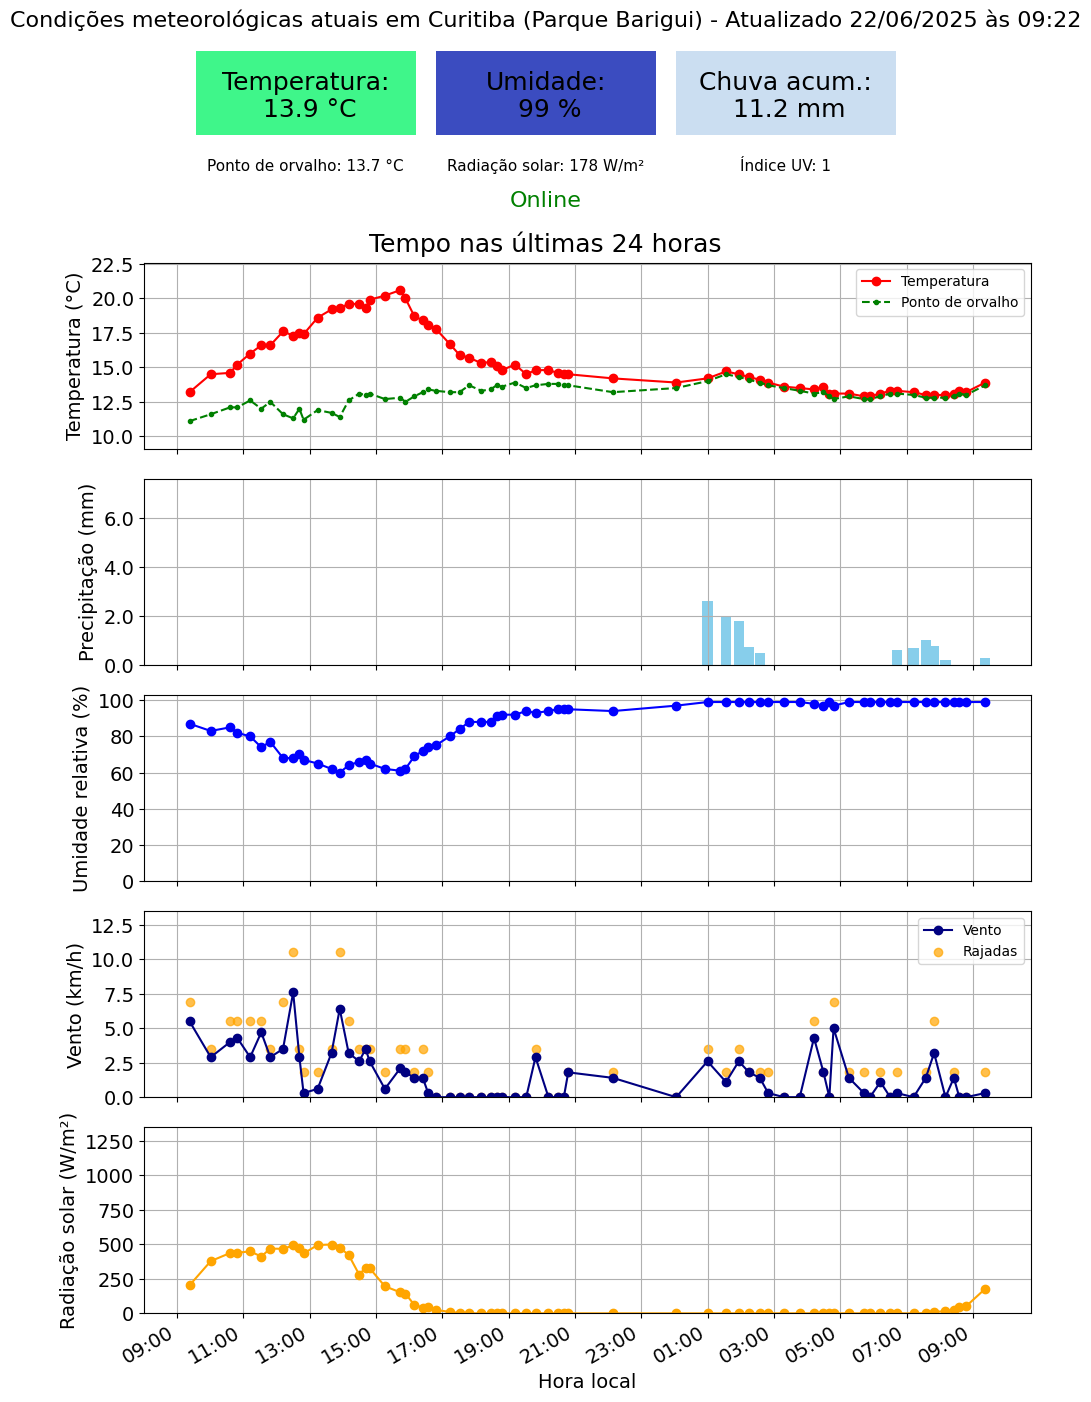 Condições meteorológicas atuais em Curitiba (Parque Barigui) - Atualizado 22/06/2025 às 09:22
Temperatura:
13.9 °C
Umidade:
99 %
Chuva acum.:
11.2 mm
Ponto de orvalho: 13.7 °C
Radiação solar: 178 W/m²
Índice UV: 1
Online
Tempo nas últimas 24 horas
Temperatura (°C)
22.5
20.0
17.5
15.0
12.5
10.0
Temperatura
Ponto de orvalho
Precipitação (mm)
6.0
4.0
2.0
0.0
Umidade relativa (%)
100
80
60
40
20
0
Vento (km/h)
12.5
10.0
7.5
5.0
2.5
0.0
Vento
Rajadas
Radiação solar (W/m²)
1250
1000
750
500
250
0
09:00
11:00
13:00
15:00
17:00
19:00
21:00
23:00
01:00
03:00
05:00
07:00
09:00
Hora local